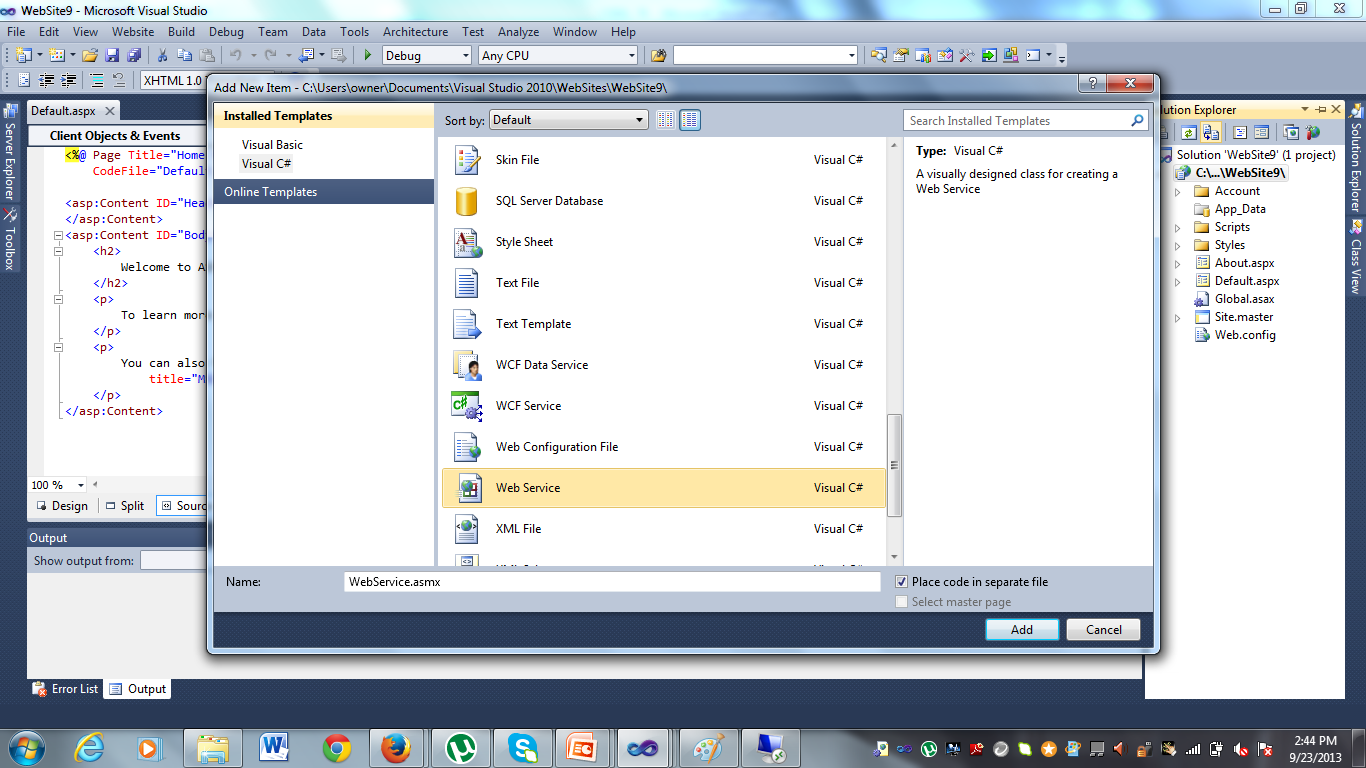 WebSite9 - Microsoft Visual Studio
File Edit View Website Build Debug Team Data Tools Architecture Test Analyze Window Help
Debug Any CPU
XHTML 1.0
Add New Item - C:\Users\owner\Documents\Visual Studio 2010\WebSites\WebSite9\
Server Explorer
Toolbox
Default.aspx
Client Objects & Events
<%@ Page Title="Home
CodeFile="Defaul
<asp:Content ID="Hea
</asp:Content>
<asp:Content ID="Bod
<h2>
Welcome to A
</h2>
<p>
To learn mor
</p>
<p>
You can also
title="M
</p>
</asp:Content>
100 %
Design Split Sourc
Output
Show output from:
Error List Output
Installed Templates
Visual Basic
Visual C#
Online Templates
Sort by: Default
Search Installed Templates
Skin File Visual C#
SQL Server Database Visual C#
Style Sheet Visual C#
Text File Visual C#
Text Template Visual C#
WCF Data Service Visual C#
WCF Service Visual C#
Web Configuration File Visual C#
Web Service Visual C#
XML File Visual C#
Type: Visual C#
A visually designed class for creating a
Web Service
Name: WebService.asmx
Place code in separate file
Select master page
Add Cancel
lution Explorer
Solution 'WebSite9' (1 project)
C:\...\WebSite9\
Account
App_Data
Scripts
Styles
About.aspx
Default.aspx
Global.asax
Site.master
Web.config
Solution Explorer
Class View
2:44 PM
9/23/2013